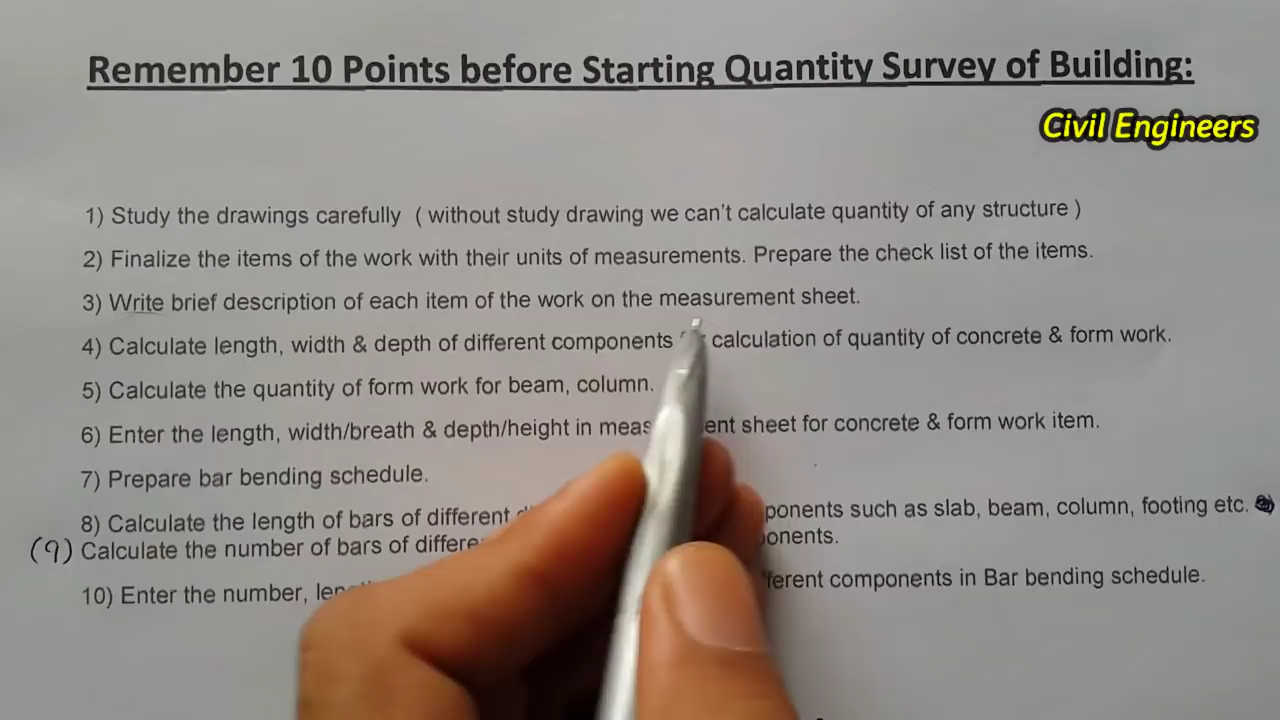 Remember 10 Points before Starting Quantity Survey of Building:
Civil Engineers
1) Study the drawings carefully ( without study drawing we can't calculate quantity of any structure )
2) Finalize the items of the work with their units of measurements. Prepare the check list of the items.
3) Write brief description of each item of the work on the measurement sheet.
4) Calculate length, width & depth of different components calculation of quantity of concrete & form work.
5) Calculate the quantity of form work for beam, column.
6) Enter the length, width/breath & depth/height in sheet for concrete & form work item.
7) Prepare bar bending schedule.
8) Calculate the length of bars of different such as slab, beam, column, footing etc.
(9) Calculate the number of bars of
10) Enter the number, components in Bar bending schedule.